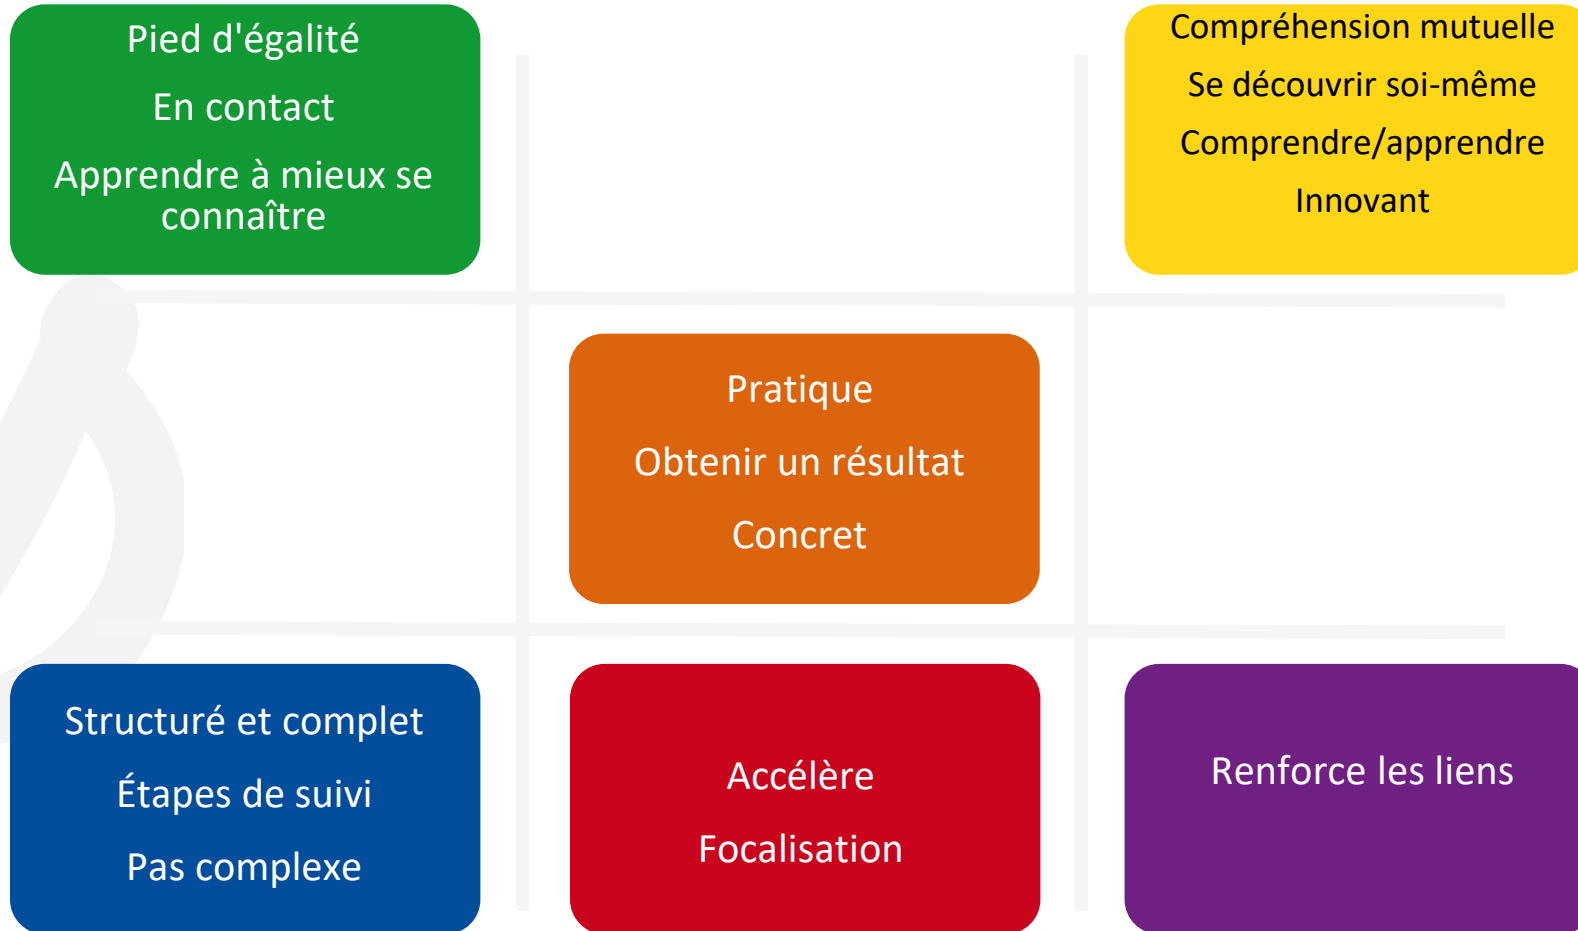 Pied d'égalité
En contact
Apprendre à mieux se
connaître
Compréhension mutuelle
Se découvrir soi-même
Comprendre/apprendre
Innovant
Pratique
Obtenir un résultat
Concret
Structuré et complet
Étapes de suivi
Pas complexe
Accélère
Focalisation
Renforce les liens